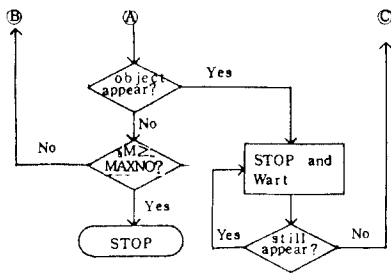 B
A
C
object
appear?
Yes
No
M≥
MAXNO?
No
Yes
STOP
STOP and
Wart
still
appear?
Yes
No